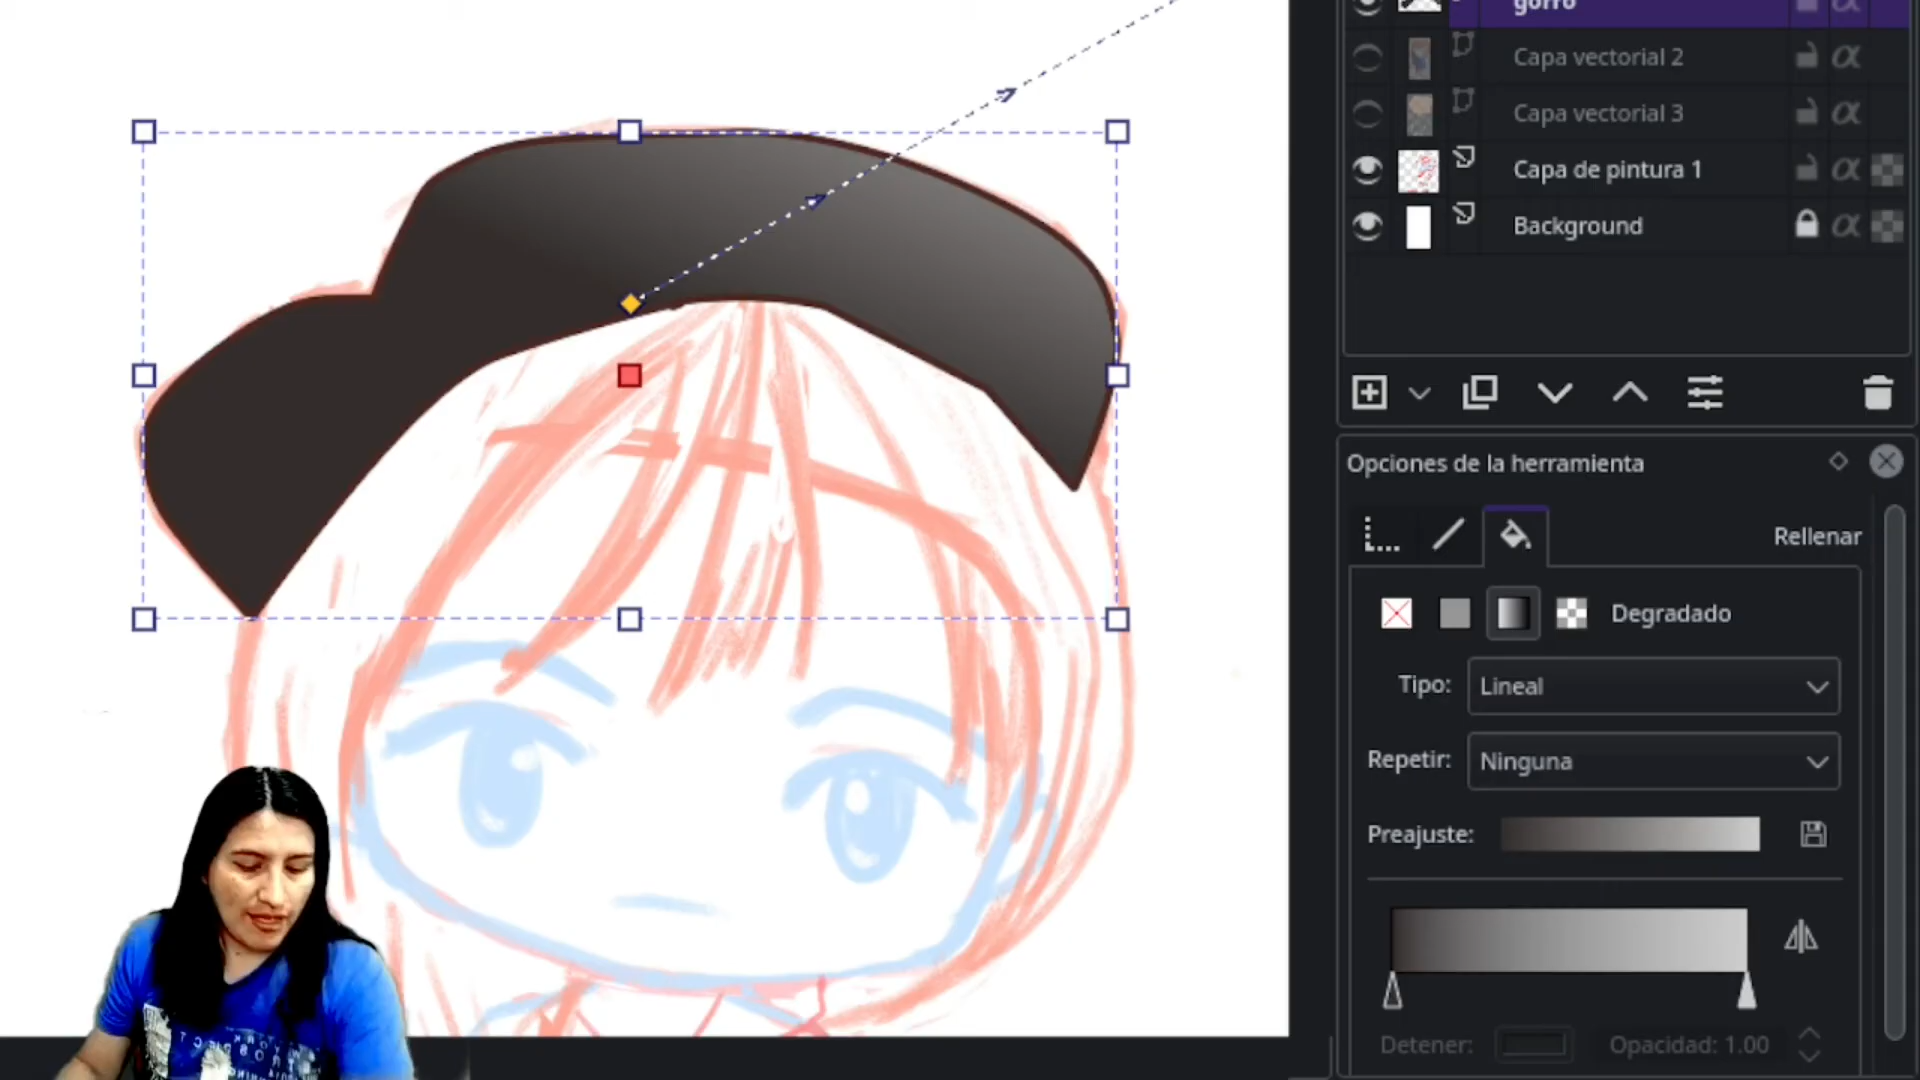 gorro
Capa vectorial 2
Capa vectorial 3
Capa de pintura 1
Background
Opciones de la herramienta
Rellenar
Degradado
Tipo: Lineal
Repetir: Ninguna
Preajuste:
Detener: Opacidad: 1.00